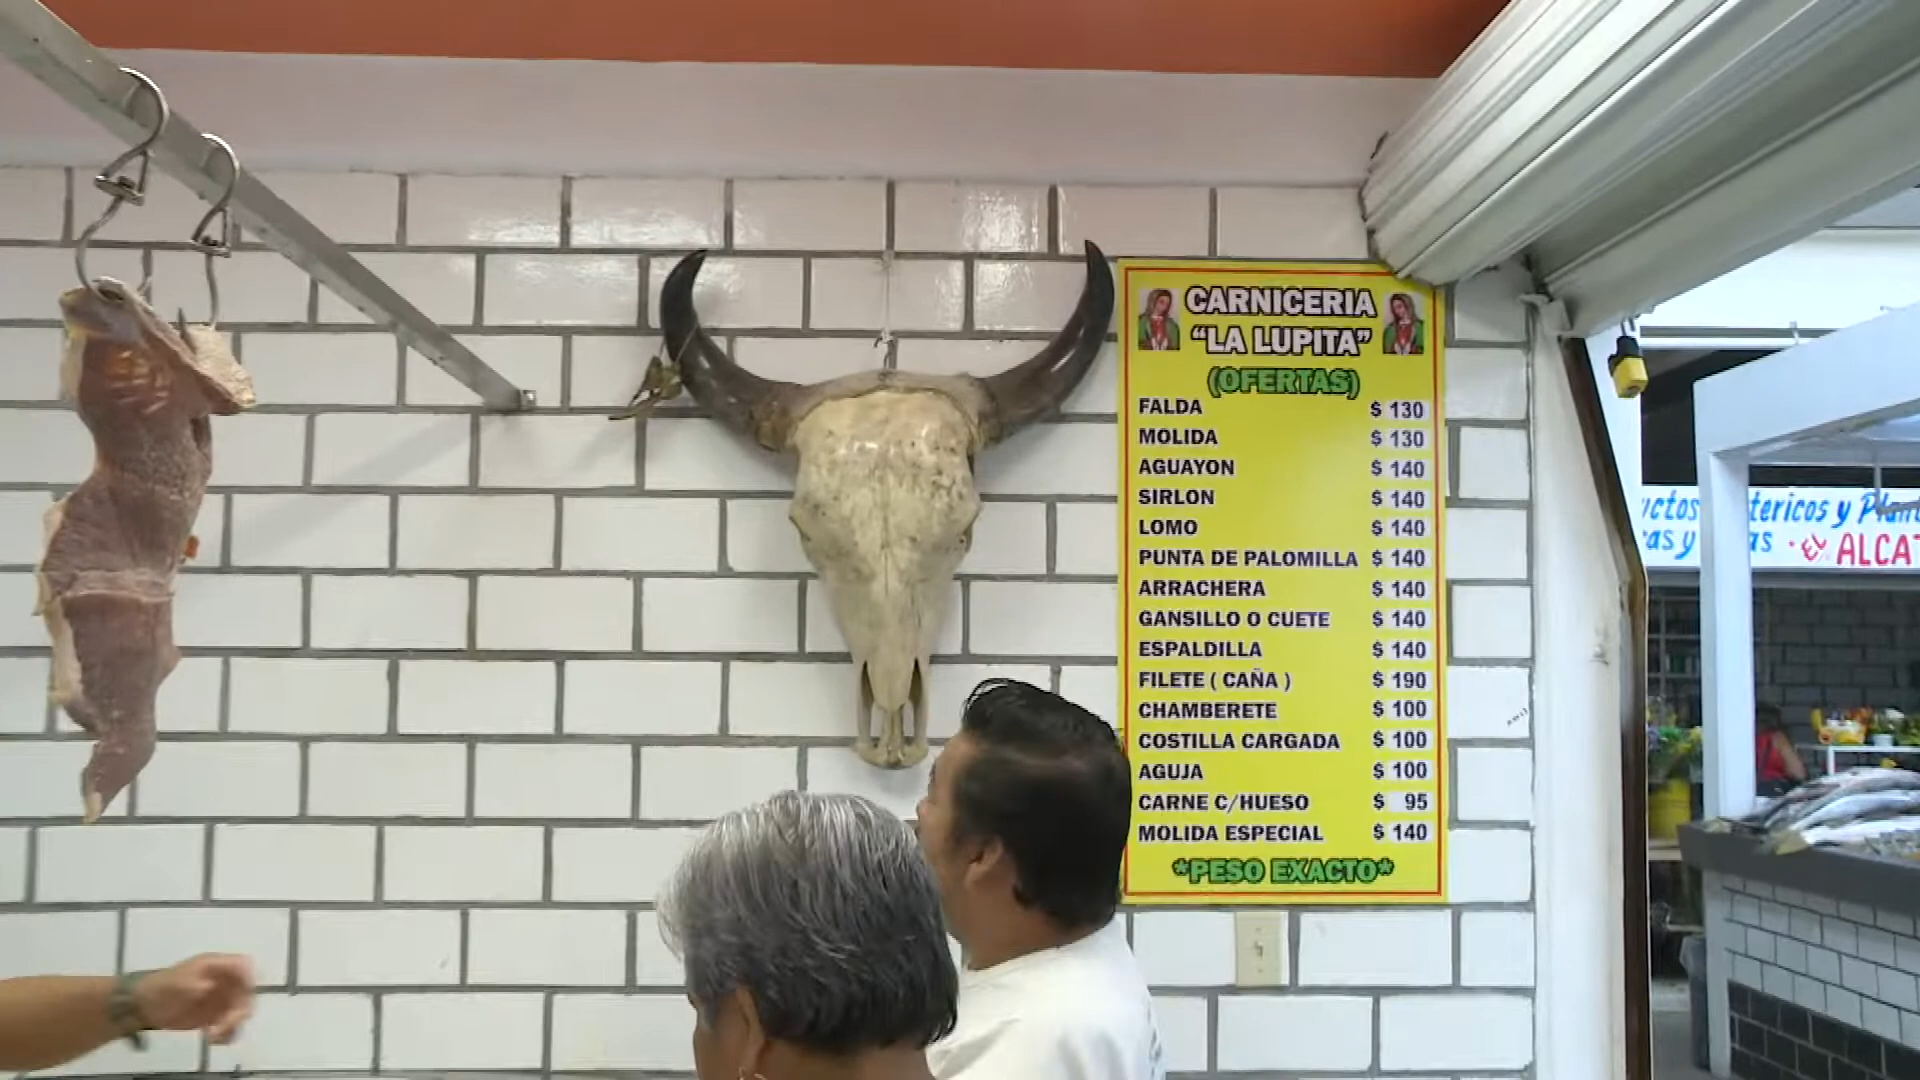 CARNICERIA
"LA LUPITA"
(OFERTAS)
FALDA $ 130
MOLIDA $ 130
AGUAYON $ 140
SIRLON $ 140
LOMO $ 140
PUNTA DE PALOMILLA $ 140
ARRACHERA $ 140
GANSILLO O CUETE $ 140
ESPALDILLA $ 140
FILETE ( CAÑA ) $ 190
CHAMBERETE $ 100
COSTILLA CARGADA $ 100
AGUJA $ 100
CARNE C/HUESO $ 95
MOLIDA ESPECIAL $ 140
*PESO EXACTO*
y
y · EL ALCA